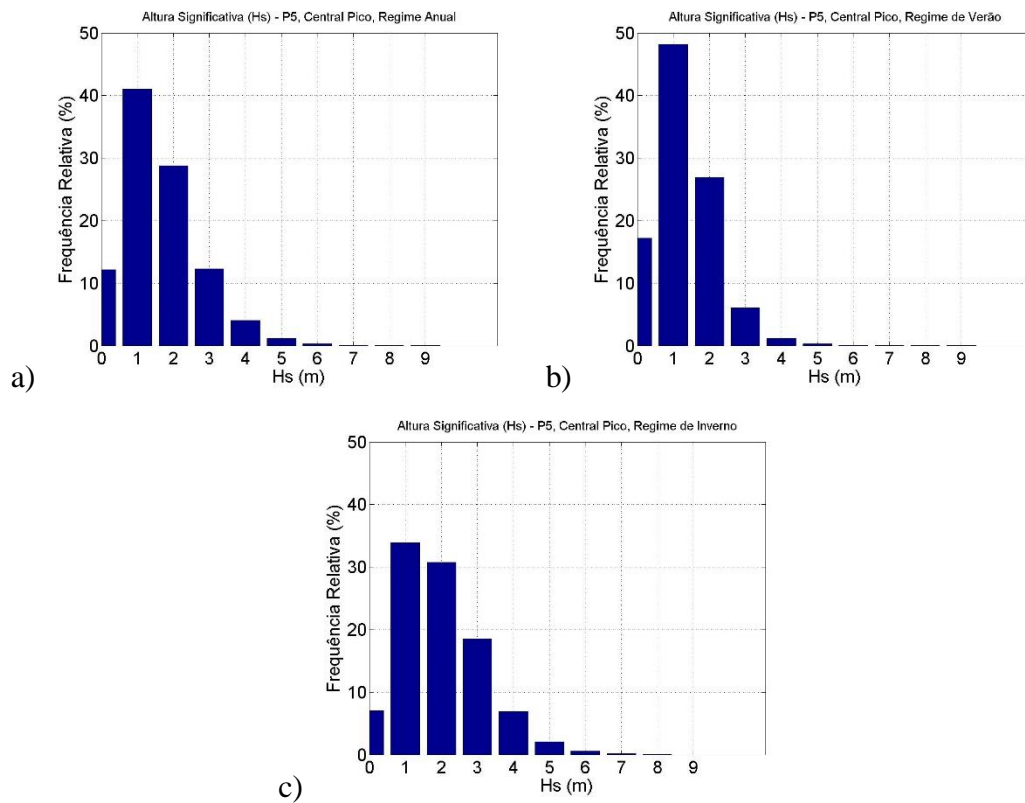 Altura Significativa (Hs) - P5, Central Pico, Regime Anual
Frequência Relativa (%)
50
40
30
20
10
0
0 1 2 3 4 5 6 7 8 9
Hs (m)
a)
Altura Significativa (Hs) - P5, Central Pico, Regime de Verão
Frequência Relativa (%)
50
40
30
20
10
0
0 1 2 3 4 5 6 7 8 9
Hs (m)
b)
Altura Significativa (Hs) - P5, Central Pico, Regime de Inverno
Frequência Relativa (%)
50
40
30
20
10
0
0 1 2 3 4 5 6 7 8 9
Hs (m)
c)